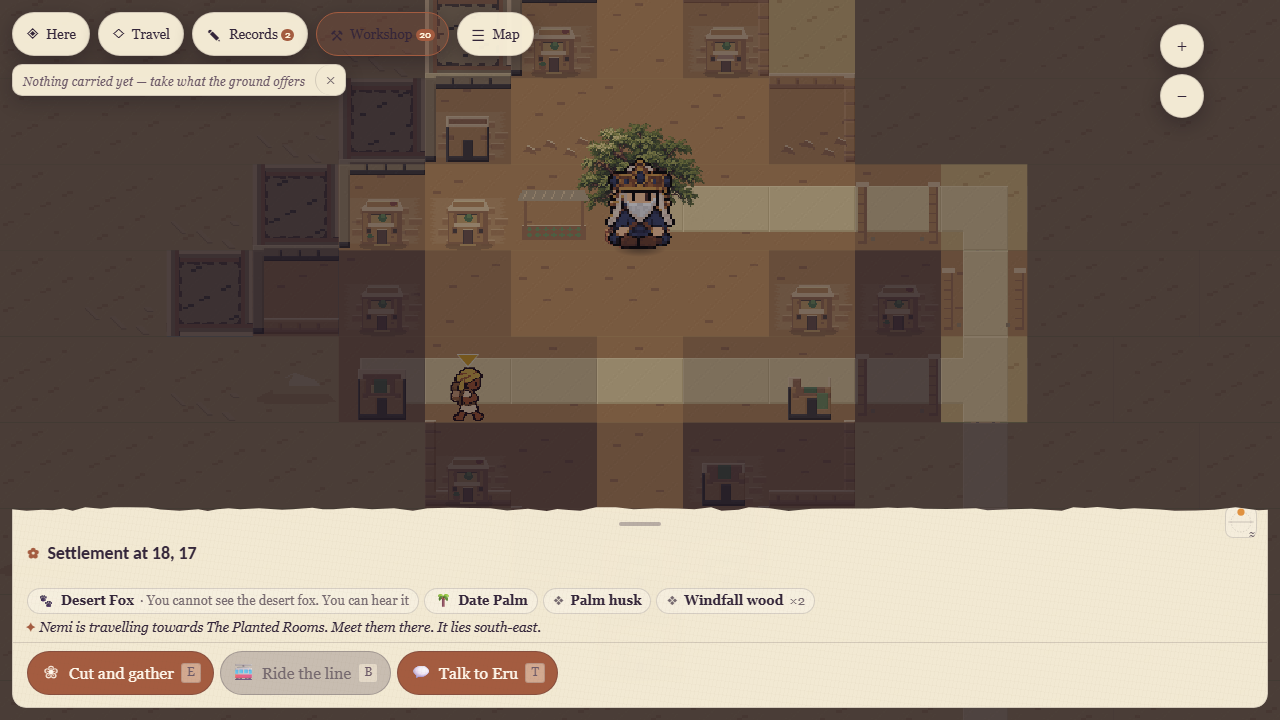 Here
Travel
Records 2
Workshop 20
Map
Nothing carried yet — take what the ground offers ×
+
−
Settlement at 18, 17
Desert Fox · You cannot see the desert fox. You can hear it
Date Palm
Palm husk
Windfall wood ×2
Nemi is travelling towards The Planted Rooms. Meet them there. It lies south-east.
Cut and gather E
Ride the line B
Talk to Eru T